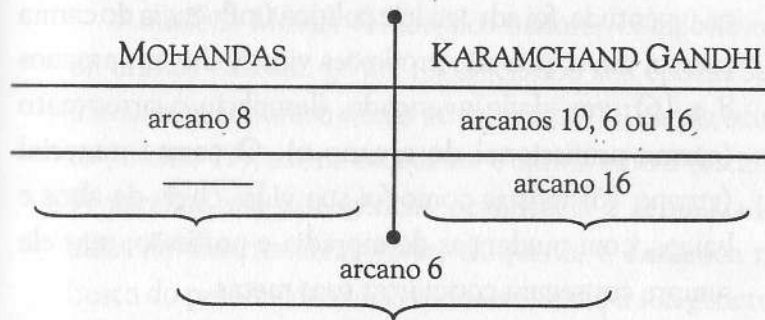 MOHANDAS KARAMCHAND GANDHI
arcano 8 arcanos 10, 6 ou 16
arcano 16
arcano 6